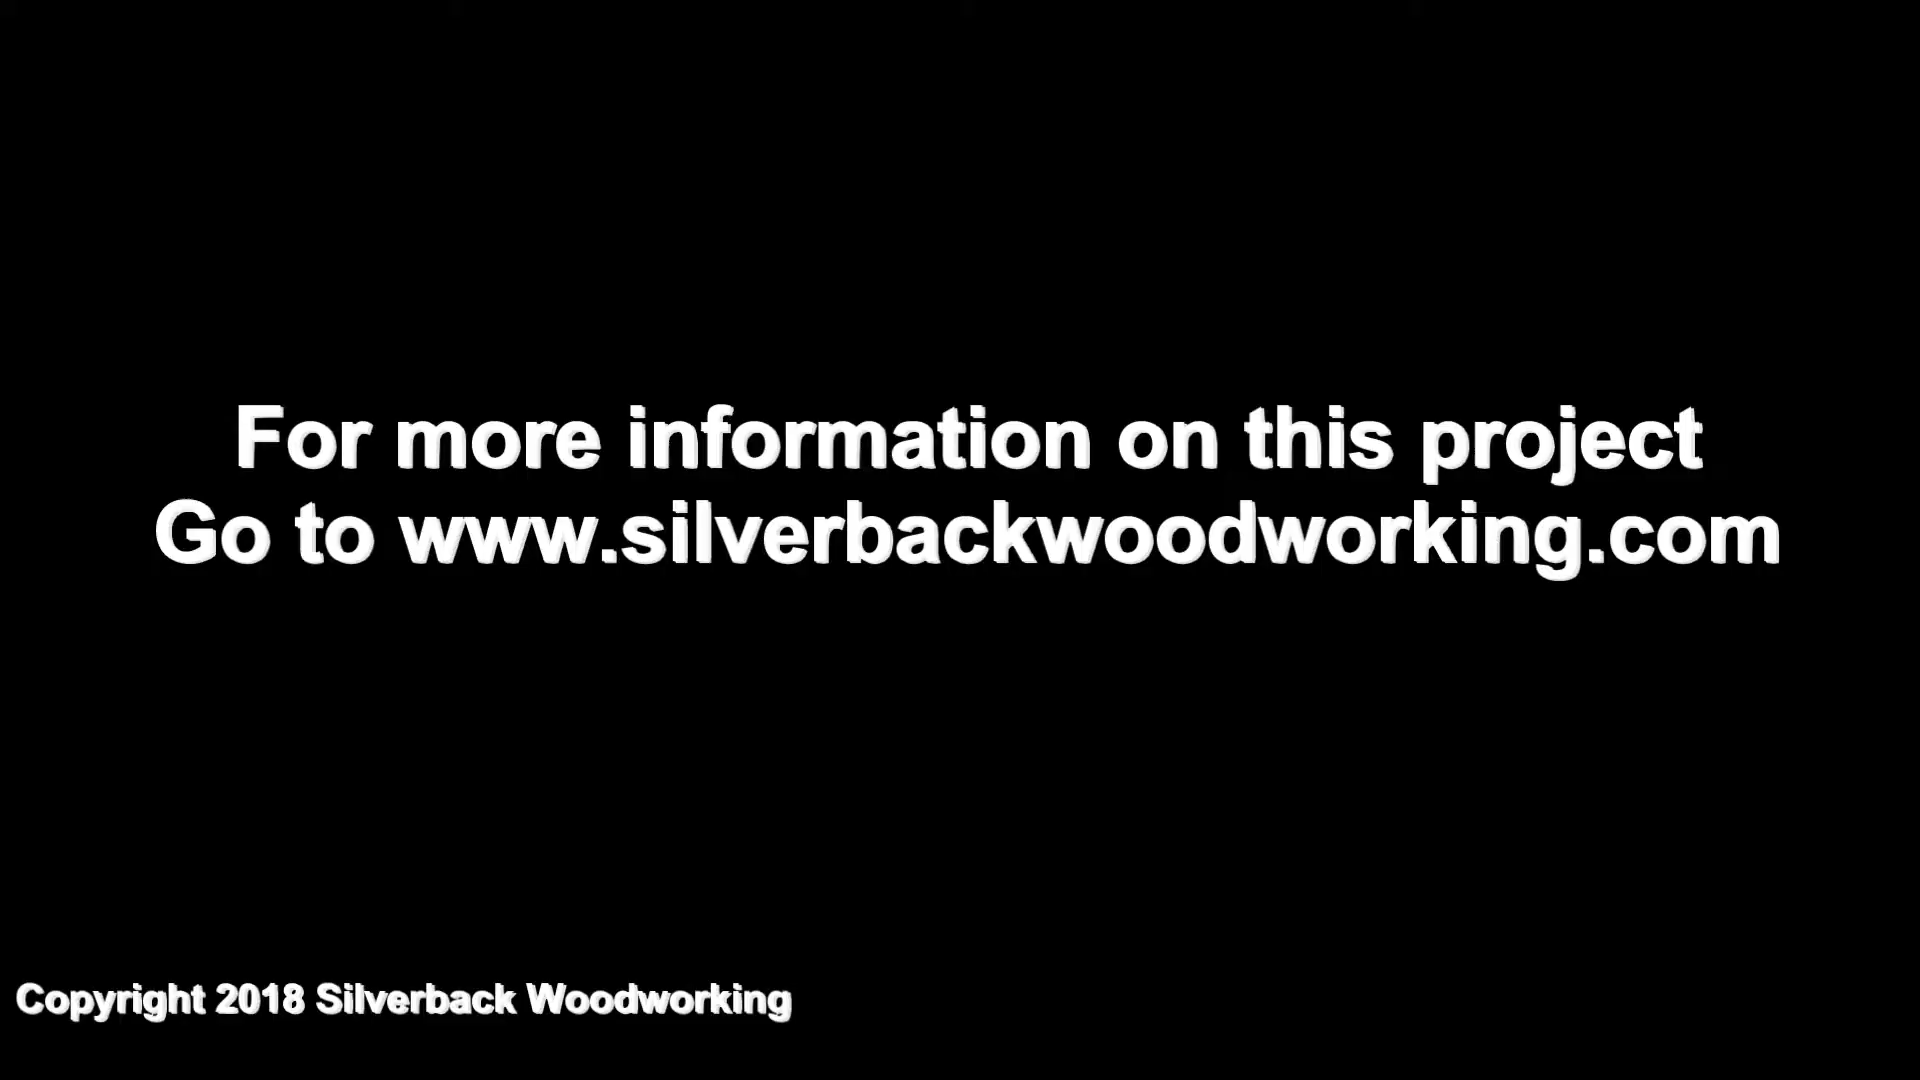 For more information on this project
Go to www.silverbackwoodworking.com
Copyright 2018 Silverback Woodworking